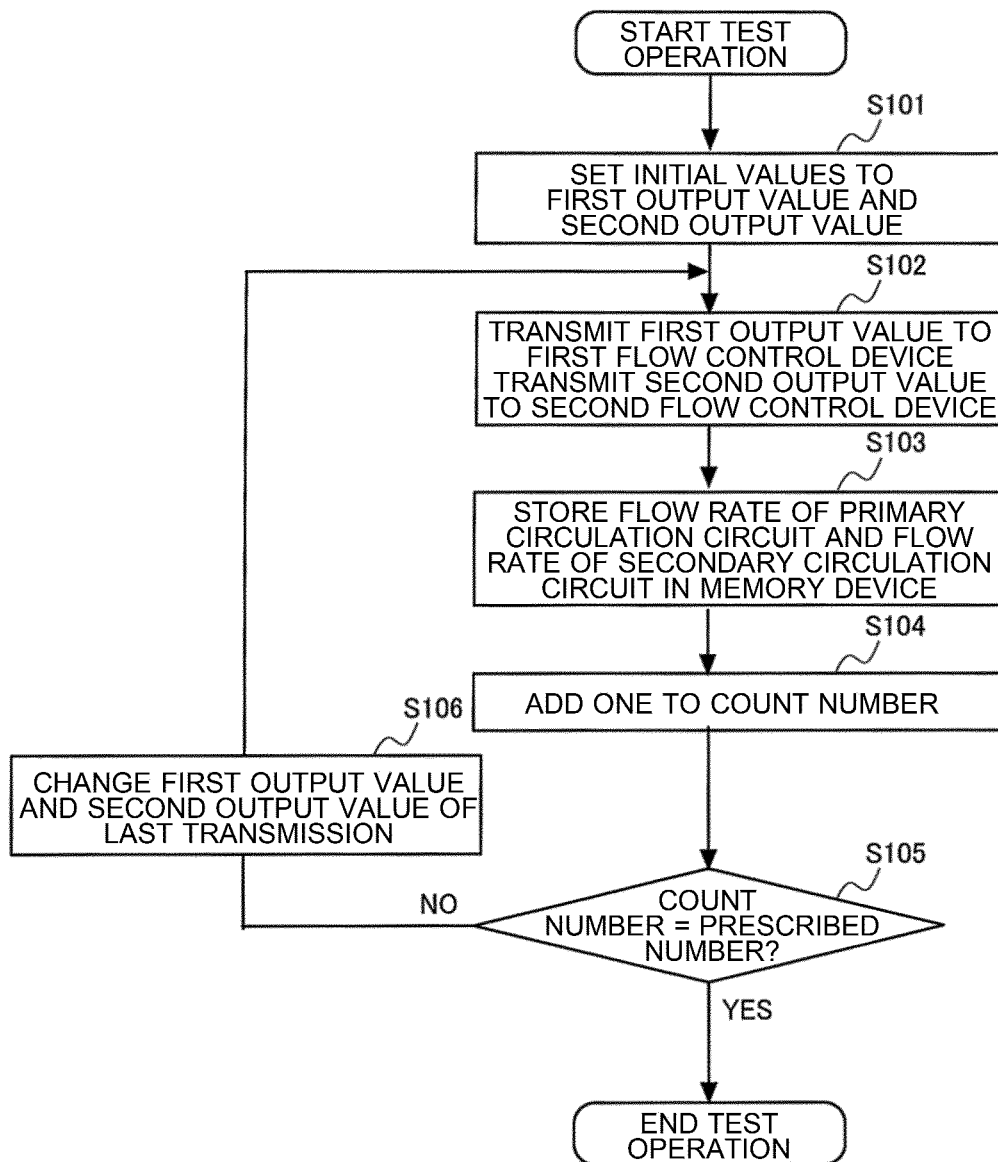 START TEST
OPERATION
S101
SET INITIAL VALUES TO
FIRST OUTPUT VALUE AND
SECOND OUTPUT VALUE
S102
TRANSMIT FIRST OUTPUT VALUE TO
FIRST FLOW CONTROL DEVICE
TRANSMIT SECOND OUTPUT VALUE
TO SECOND FLOW CONTROL DEVICE
S103
STORE FLOW RATE OF PRIMARY
CIRCULATION CIRCUIT AND FLOW
RATE OF SECONDARY CIRCULATION
CIRCUIT IN MEMORY DEVICE
S104
ADD ONE TO COUNT NUMBER
S106
CHANGE FIRST OUTPUT VALUE
AND SECOND OUTPUT VALUE OF
LAST TRANSMISSION
S105
COUNT
NUMBER = PRESCRIBED
NUMBER?
NO
YES
END TEST
OPERATION